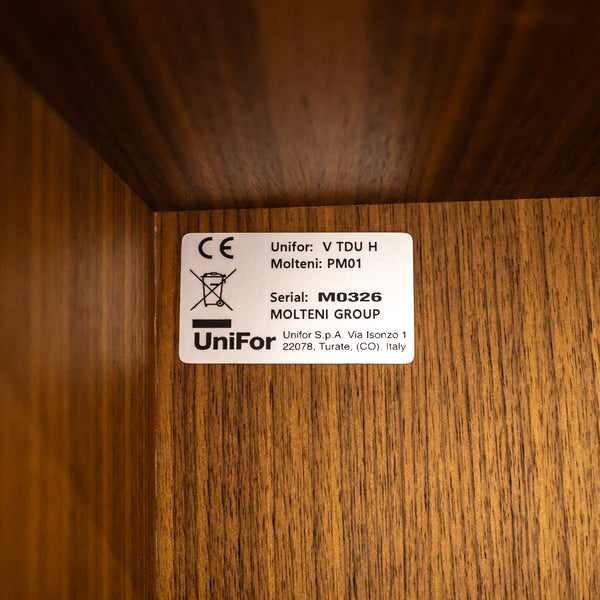 CE
Unifor: V TDU H
Molteni: PM01
Serial: M0326
MOLTENI GROUP
UniFor
Unifor S.p.A. Via Isonzo 1
22078, Turate, (CO), Italy